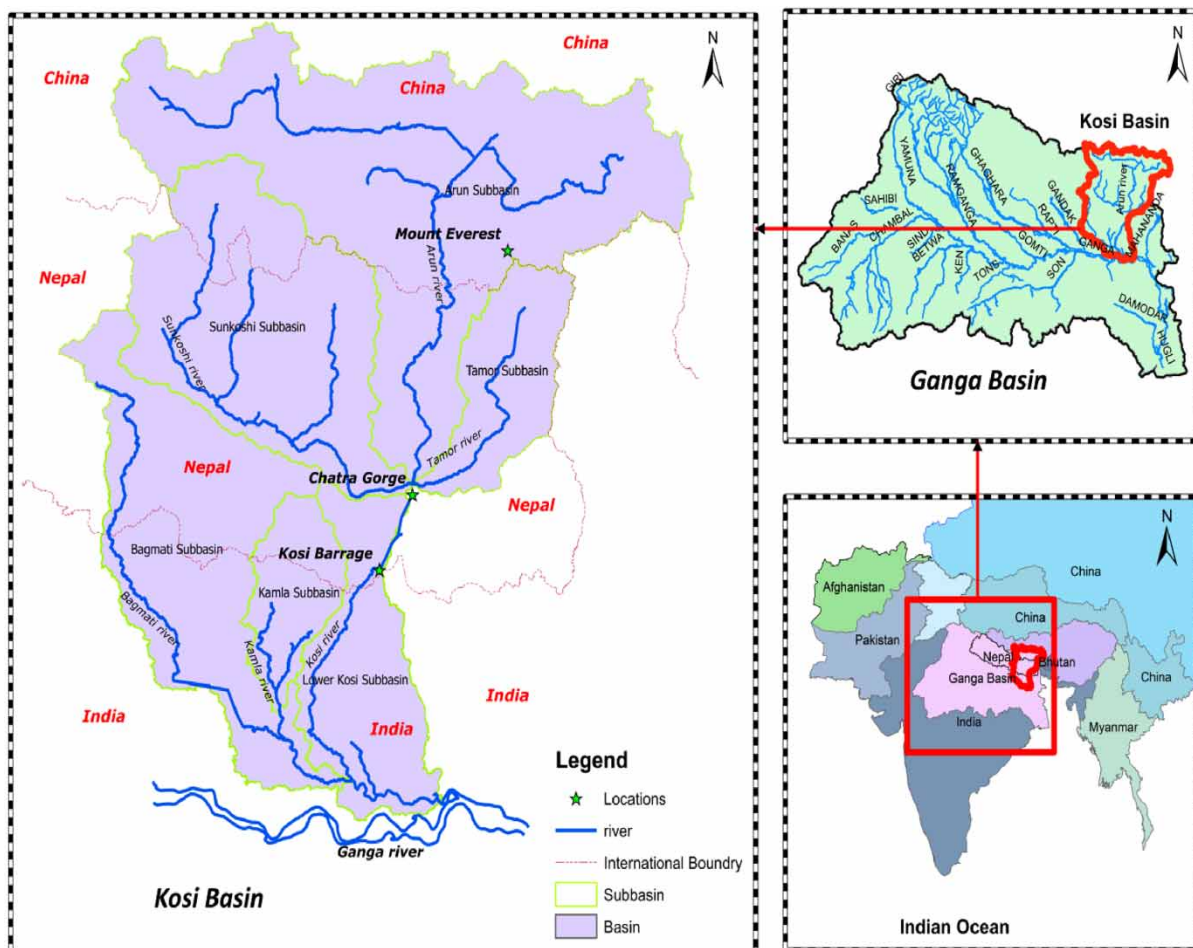 China
China
China
N
Arun Subbasin
Mount Everest
Arun river
Nepal
Sunkoshi Subbasin
Sunkoshi river
Tamor Subbasin
Tamor river
Nepal
Chatra Gorge
Nepal
Bagmati Subbasin
Kosi Barrage
Kamla Subbasin
Bagmati river
Kamla river
Kosi river
Lower Kosi Subbasin
India
India
India
Ganga river
Kosi Basin
Legend
Locations
river
International Boundry
Subbasin
Basin
N
Kosi Basin
GIRI
YAMUNA
RAMGANGA
GHAGHARA
GANDAK
RAPTI
Arun river
MAHANANDA
SAHIBI
CHAMBAL
BANAS
SIND
BETWA
KEN
TONS
GOMTI
SON
GANGA
DAMODAR
HUGLI
Ganga Basin
N
Afghanistan
China
China
Pakistan
Nepal
Bhutan
Ganga Basin
China
India
Myanmar
Indian Ocean